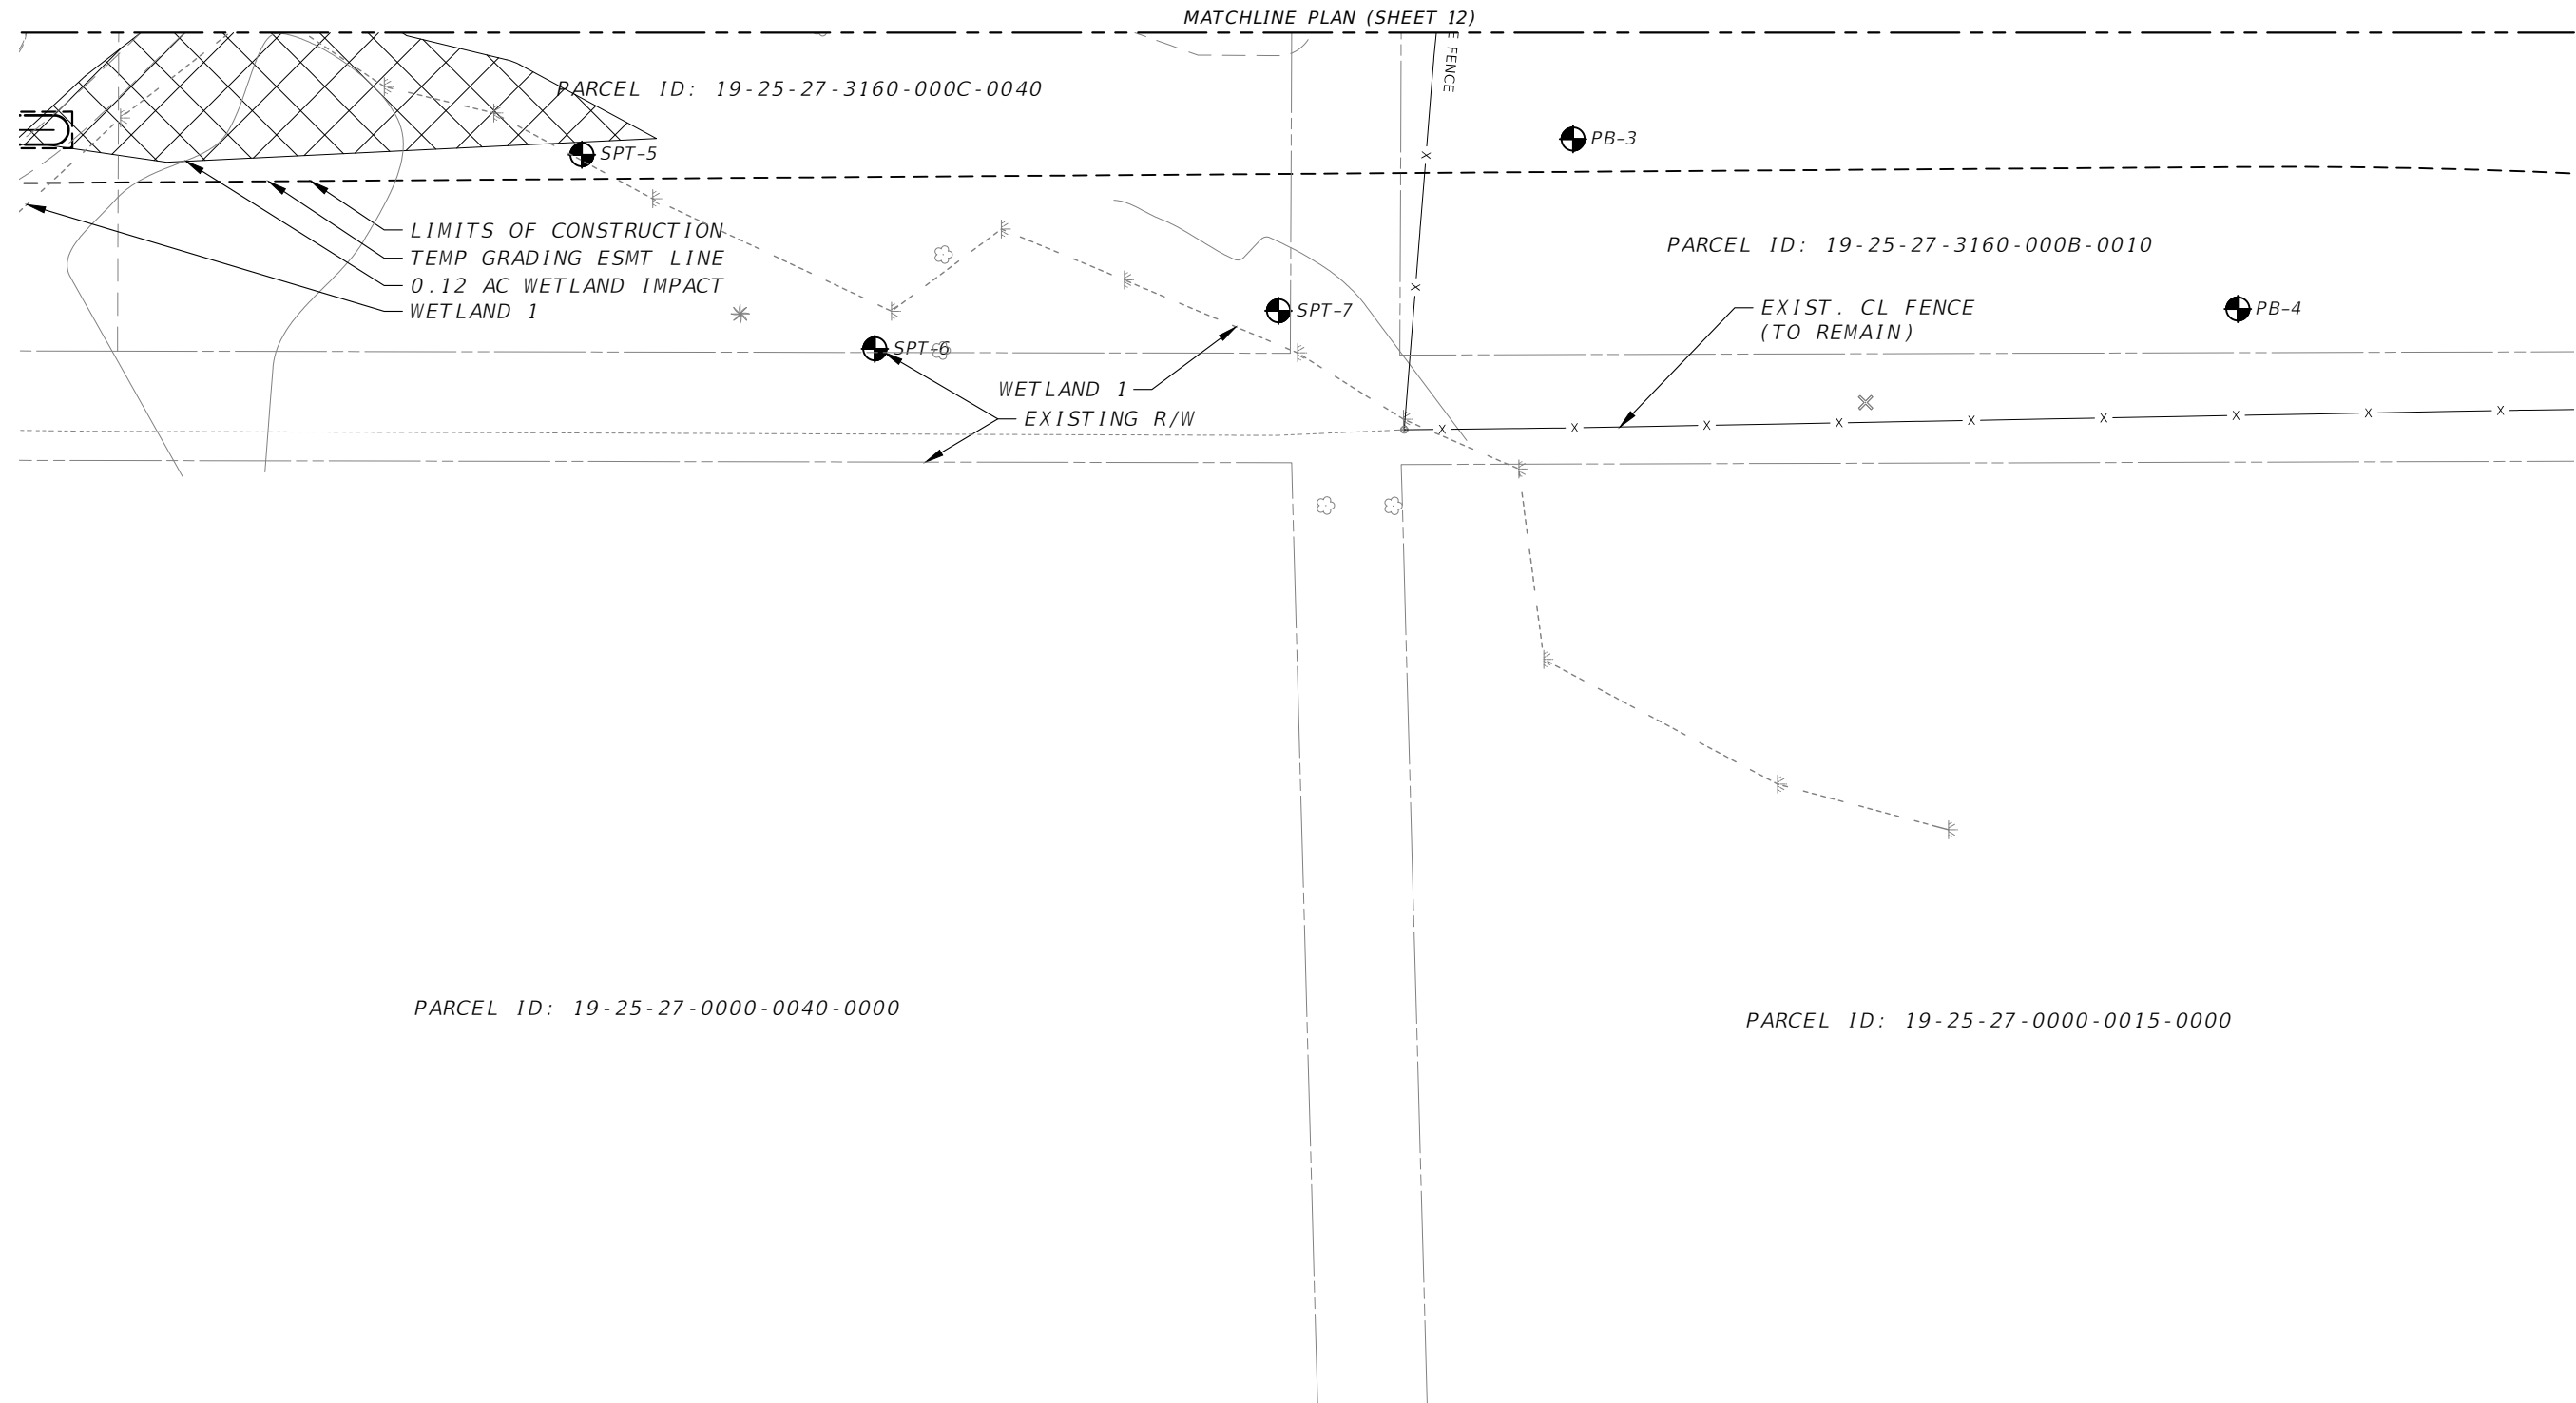 MATCHLINE PLAN (SHEET 12)
FENCE
PARCEL ID: 19-25-27-3160-000C-0040
PB-3
SPT-5
LIMITS OF CONSTRUCTION
TEMP GRADING ESMT LINE
0.12 AC WETLAND IMPACT
WETLAND 1
PARCEL ID: 19-25-27-3160-000B-0010
SPT-7
EXIST. CL FENCE
(TO REMAIN)
PB-4
SPT-6
WETLAND 1
EXISTING R/W
PARCEL ID: 19-25-27-0000-0040-0000
PARCEL ID: 19-25-27-0000-0015-0000